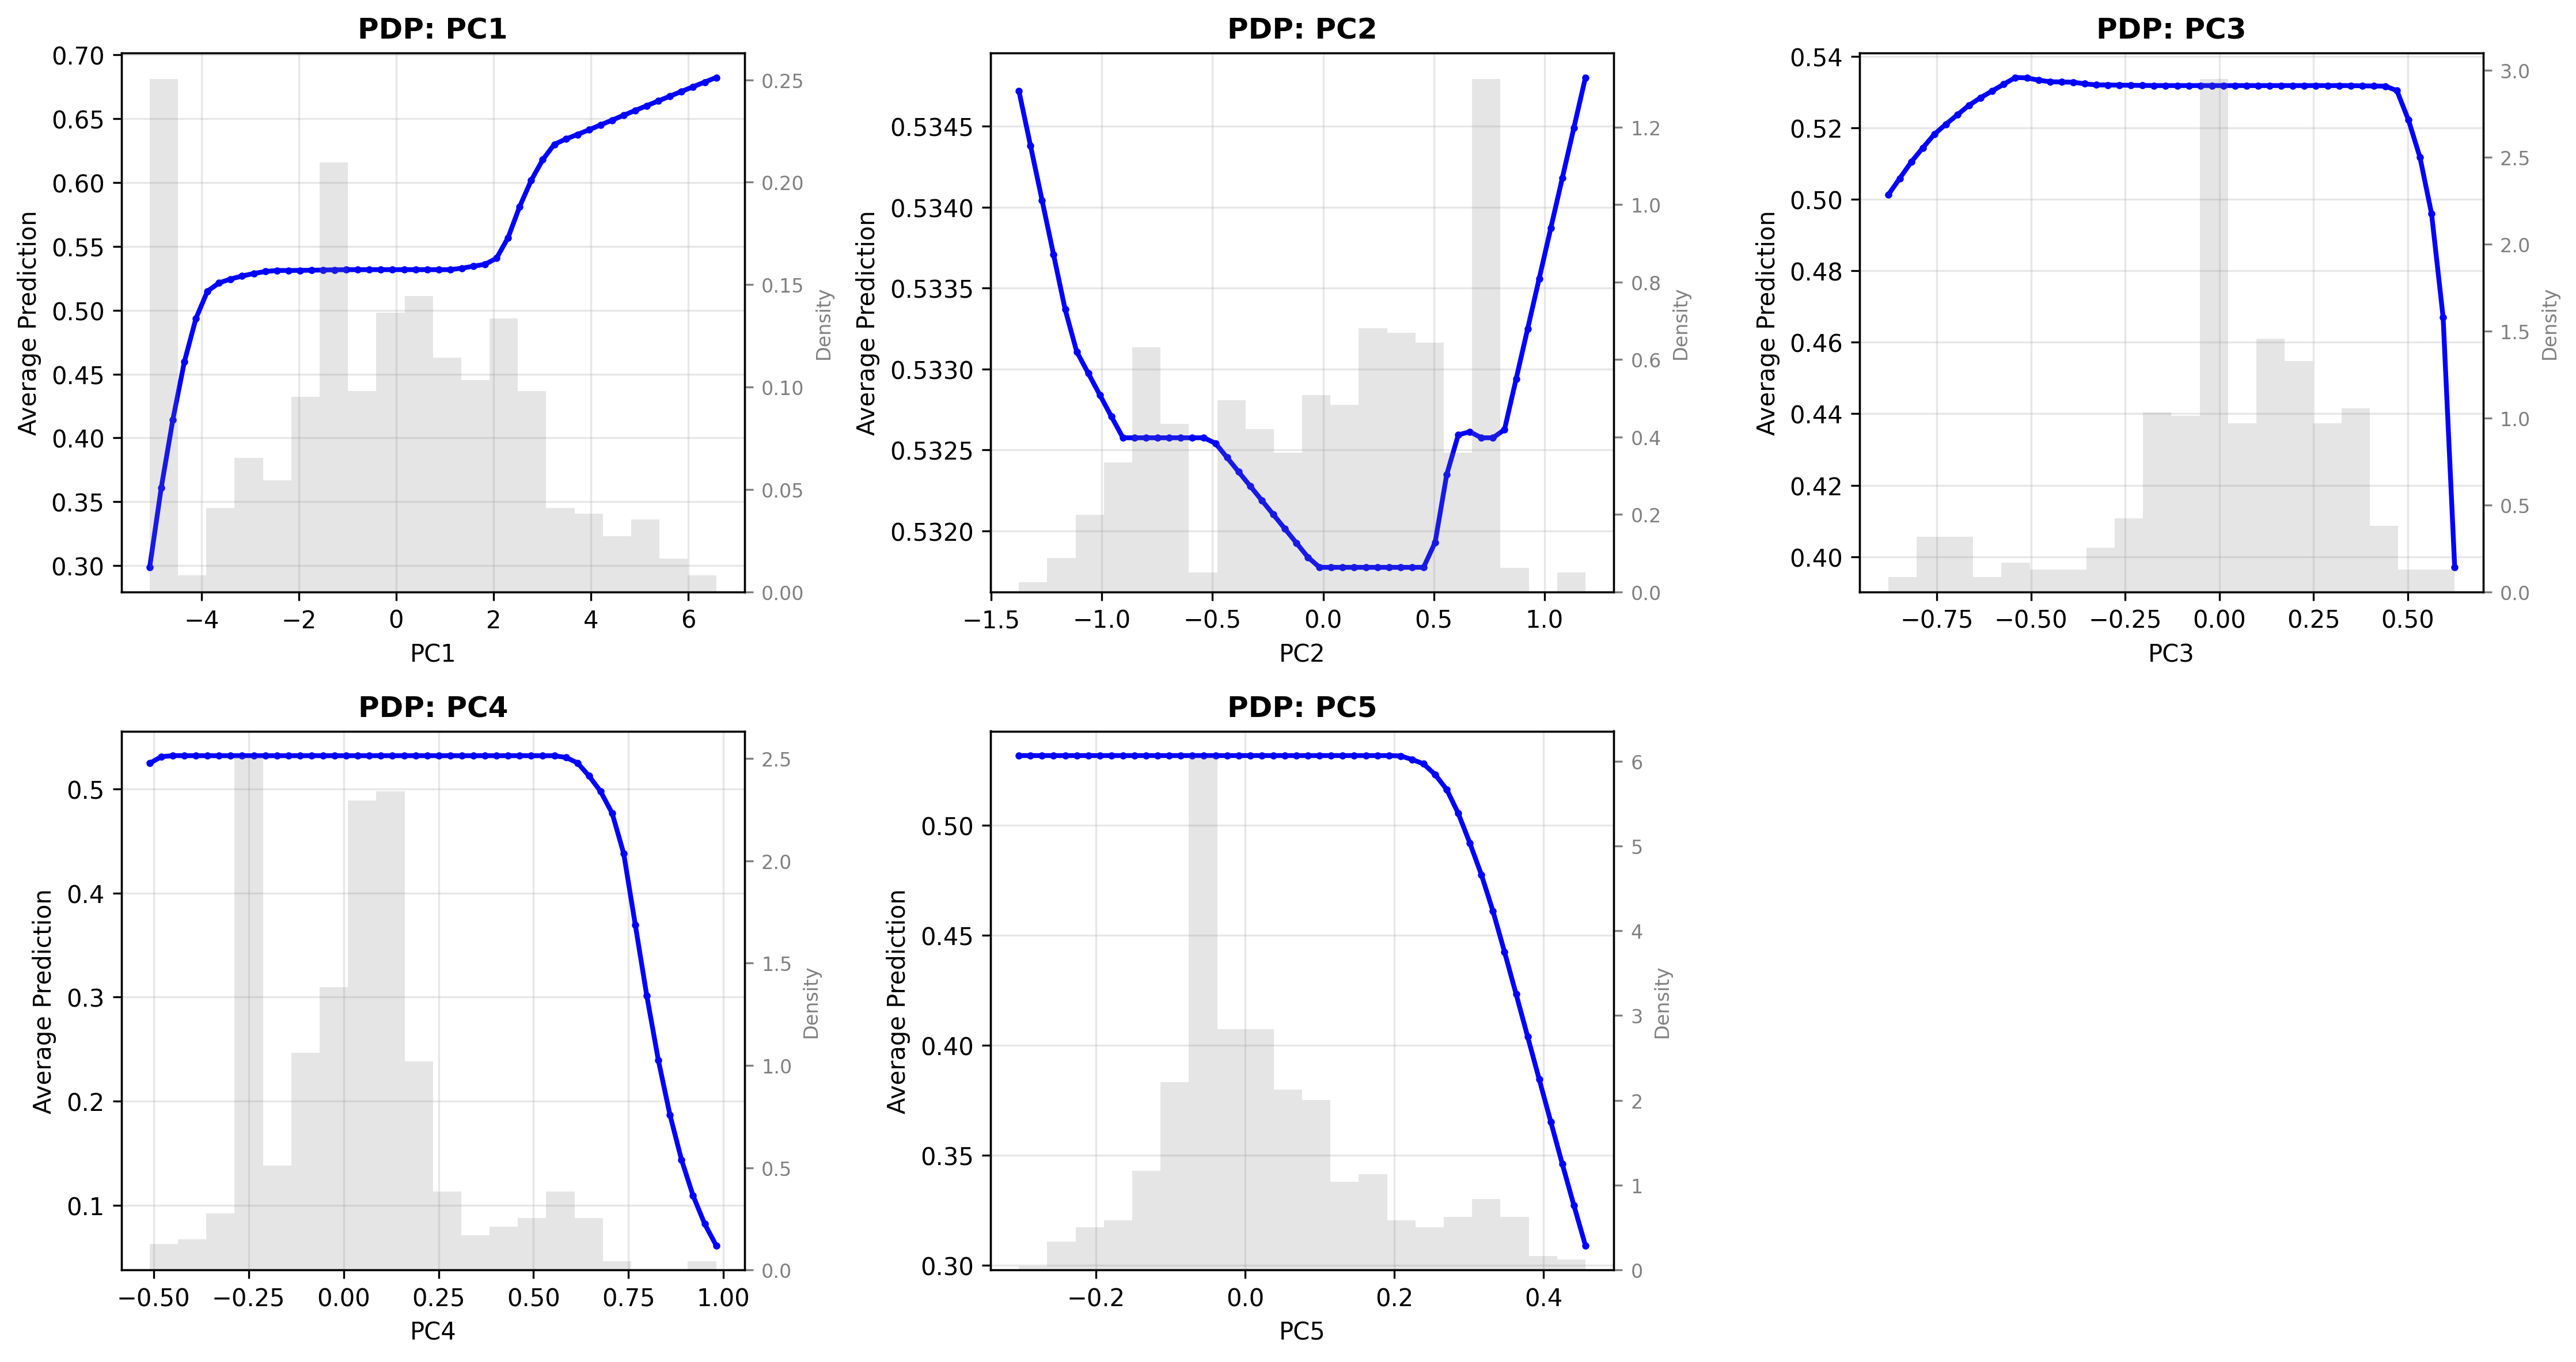 PDP: PC1
0.70
0.65
0.60
0.55
0.50
0.45
0.40
0.35
0.30
Average Prediction
0.25
0.20
0.15
0.10
0.05
0.00
Density
−4 −2 0 2 4 6
PC1
PDP: PC2
0.5345
0.5340
0.5335
0.5330
0.5325
0.5320
Average Prediction
1.2
1.0
0.8
0.6
0.4
0.2
0.0
Density
−1.5 −1.0 −0.5 0.0 0.5 1.0
PC2
PDP: PC3
0.54
0.52
0.50
0.48
0.46
0.44
0.42
0.40
Average Prediction
3.0
2.5
2.0
1.5
1.0
0.5
0.0
Density
−0.75 −0.50 −0.25 0.00 0.25 0.50
PC3
PDP: PC4
0.5
0.4
0.3
0.2
0.1
Average Prediction
2.5
2.0
1.5
1.0
0.5
0.0
Density
−0.50 −0.25 0.00 0.25 0.50 0.75 1.00
PC4
PDP: PC5
0.50
0.45
0.40
0.35
0.30
Average Prediction
6
5
4
3
2
1
0
Density
−0.2 0.0 0.2 0.4
PC5